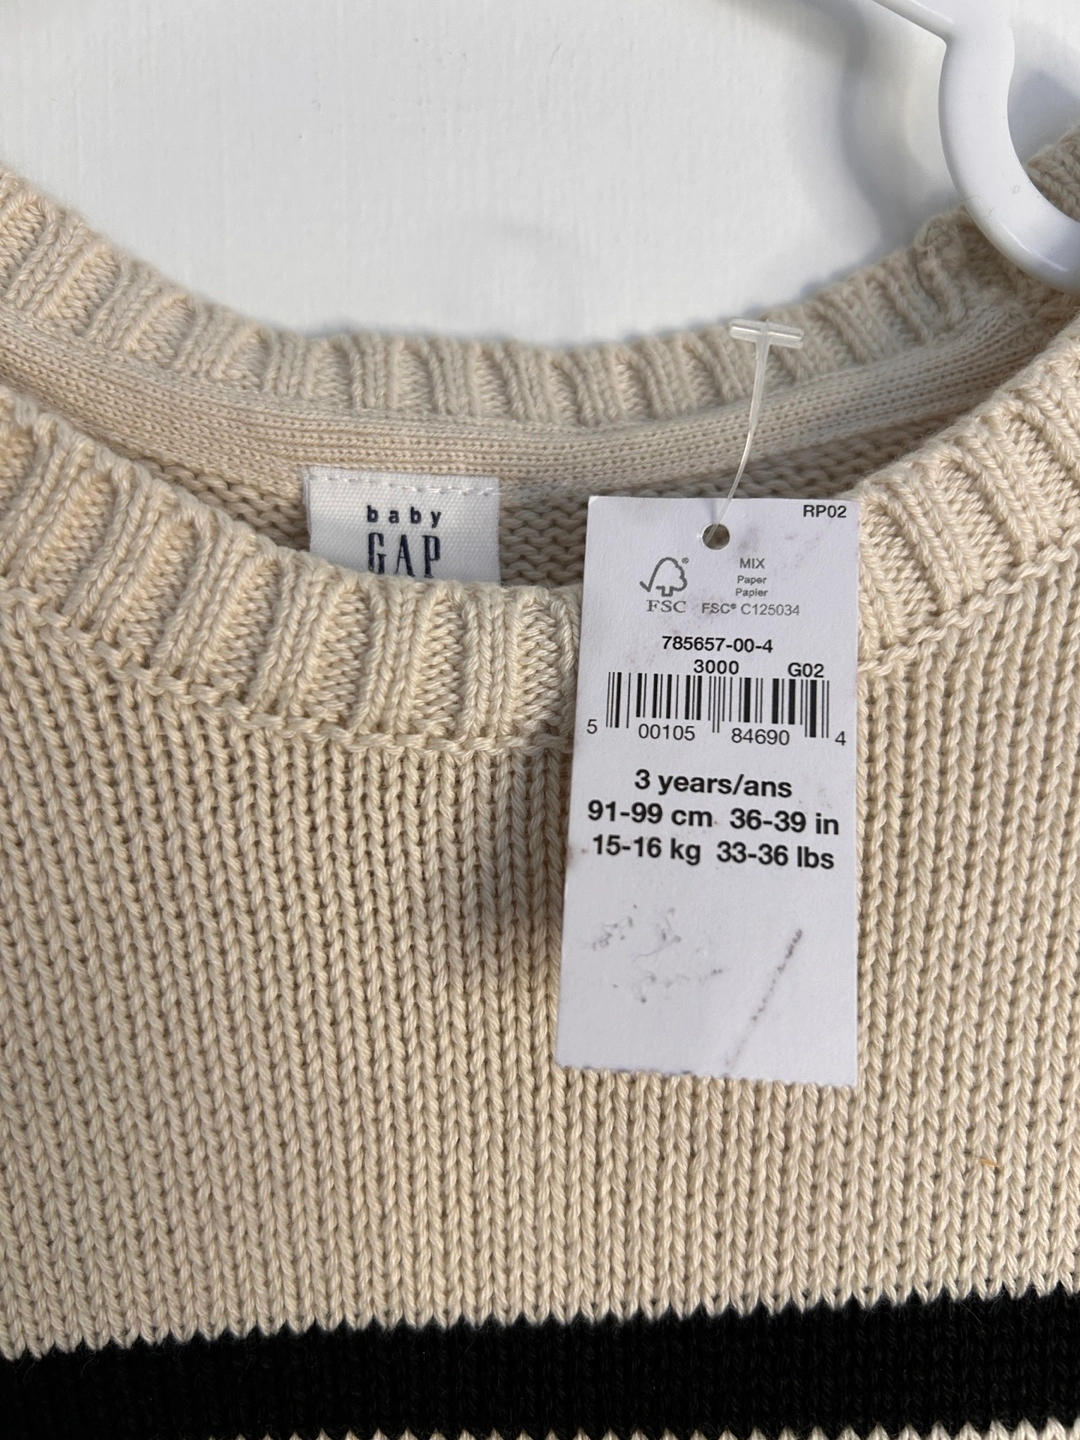 baby
GAP
RP02
MIX
Paper
Papier
FSC® C125034
FSC
785657-00-4
3000 G02
5 00105 84690 4
3 years/ans
91-99 cm 36-39 in
15-16 kg 33-36 lbs